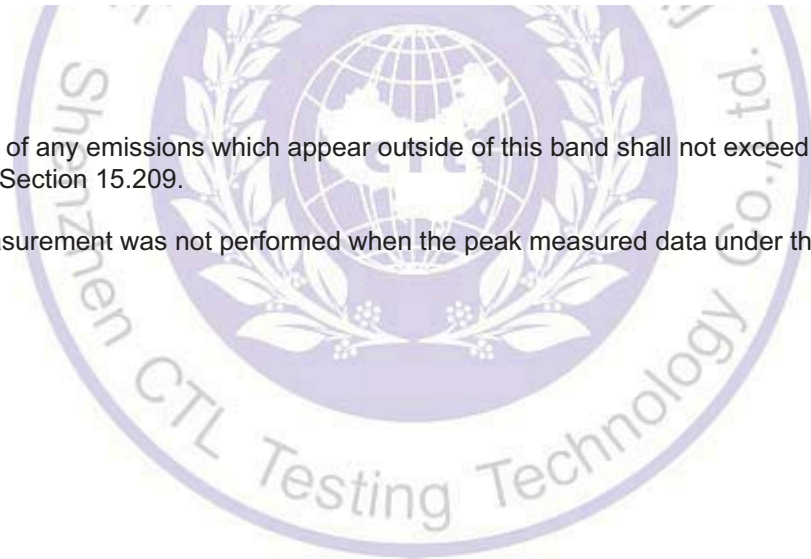 of any emissions which appear outside of this band shall not exceed
Section 15.209.
asurement was not performed when the peak measured data under th
Shenzhen CTL Testing Technology Co., Ltd.